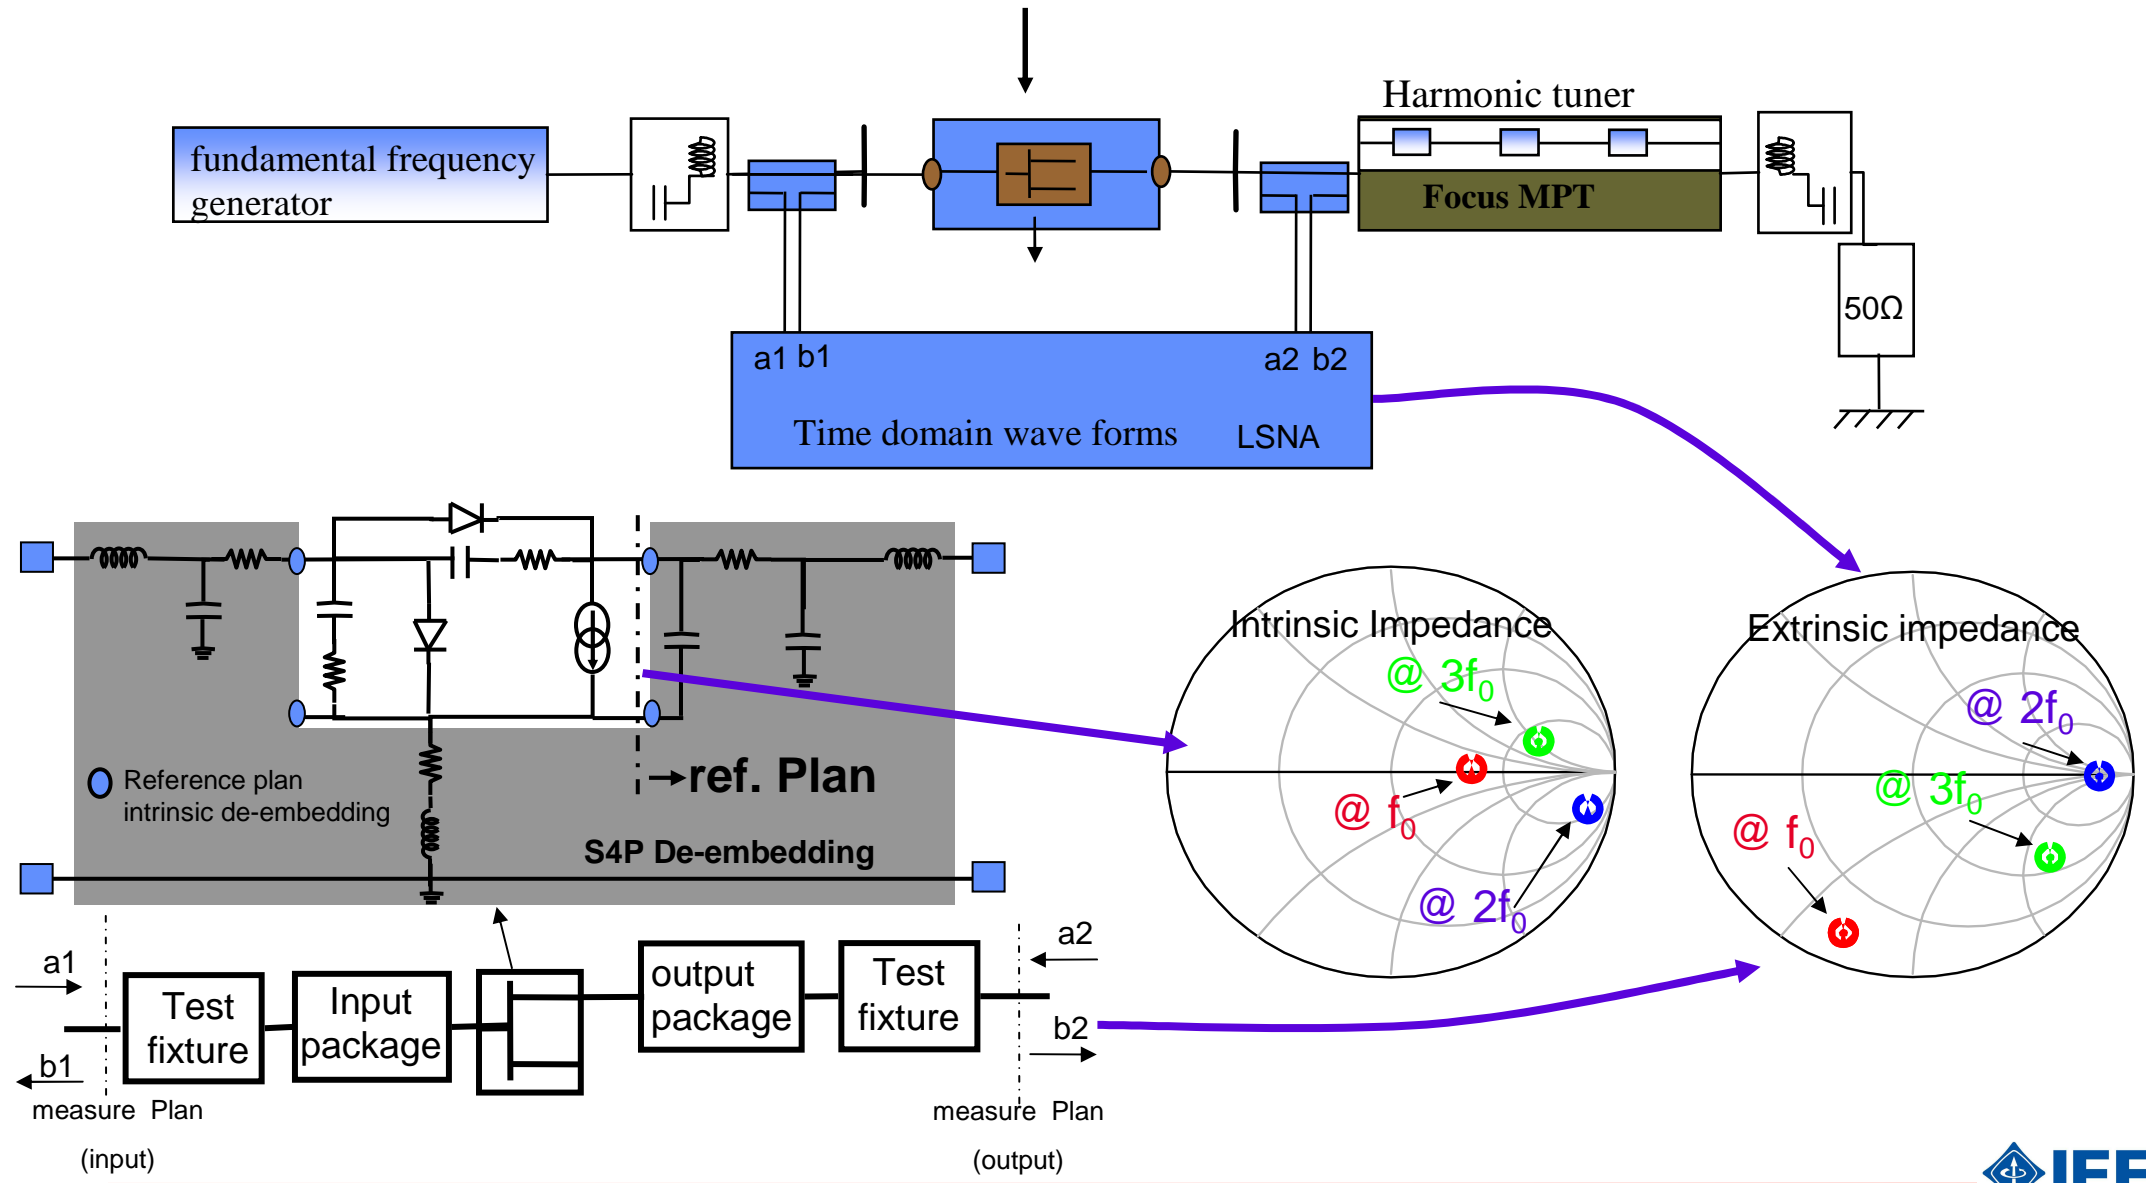 Harmonic tuner
fundamental frequency
generator
Focus MPT
50Ω
a1 b1
a2 b2
Time domain wave forms LSNA
Intrinsic Impedance
@ 3f0
@ f0
@ 2f0
Extrinsic impedance
@ 2f0
@ 3f0
@ f0
Reference plan
intrinsic de-embedding
ref. Plan
S4P De-embedding
a1
b1
Test
fixture
Input
package
output
package
Test
fixture
a2
b2
measure Plan
(input)
measure Plan
(output)